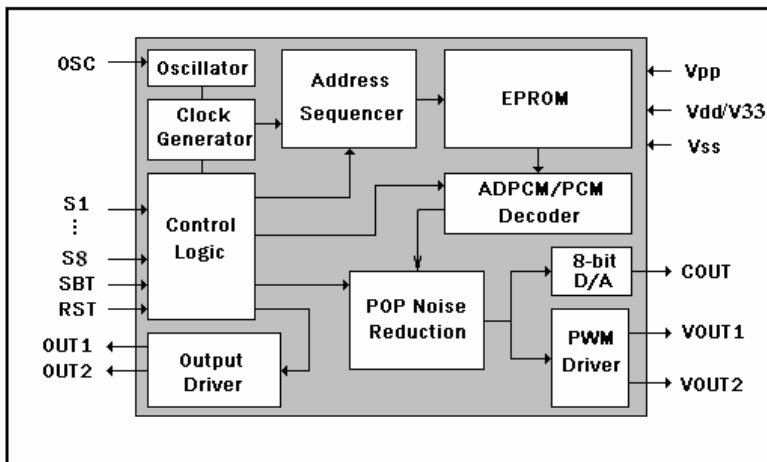 OSC
Oscillator
Clock
Generator
Address
Sequencer
EPROM
Vpp
Vdd/V33
Vss
S1
⋮
S8
SBT
RST
Control
Logic
ADPCM/PCM
Decoder
POP Noise
Reduction
8-bit
D/A
COUT
OUT1
OUT2
Output
Driver
PWM
Driver
VOUT1
VOUT2